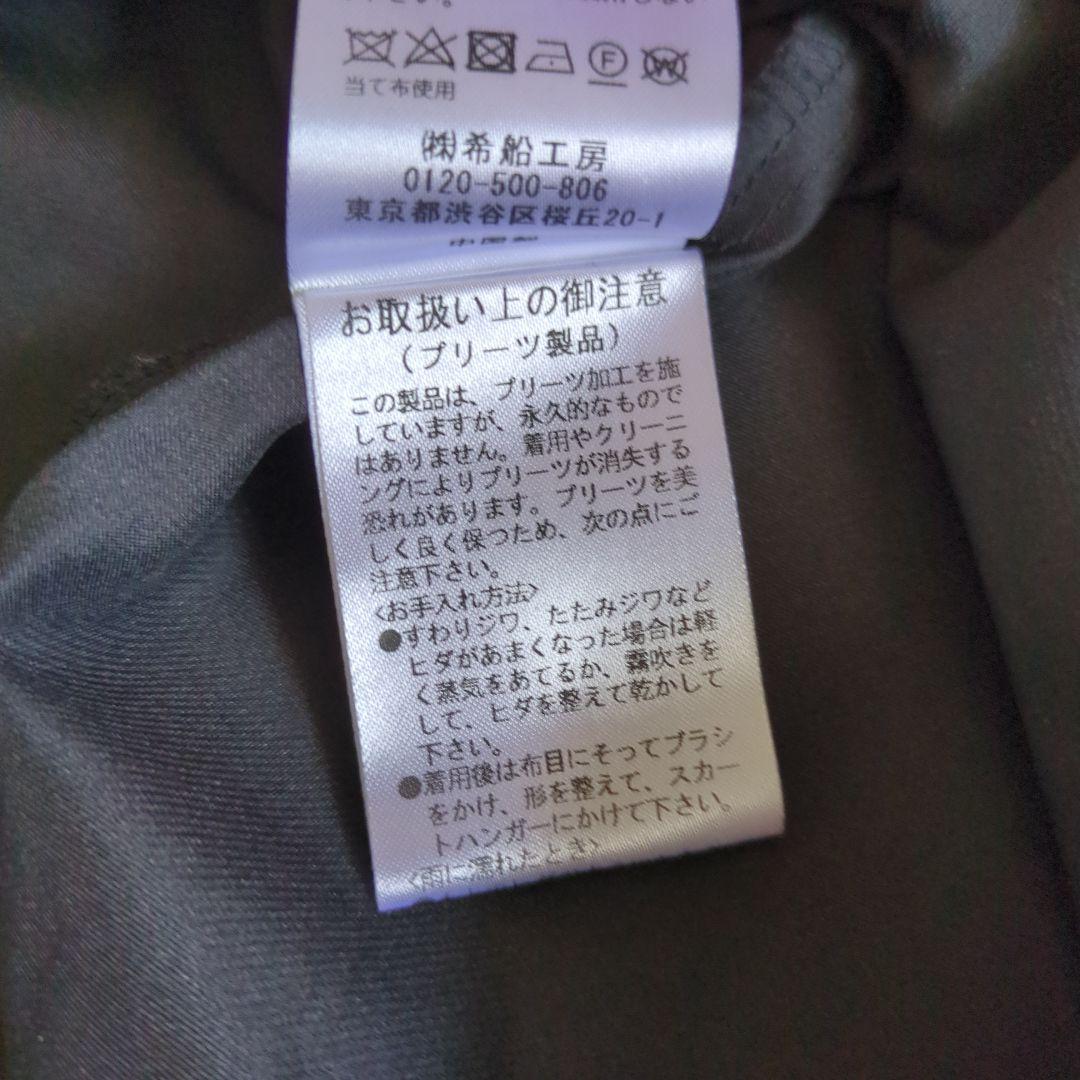 下さい。
当て布使用
㈱希船工房
0120-500-806
東京都渋谷区桜丘20-1
お取扱い上の御注意
(プリーツ製品)
この製品は、プリーツ加工を施
していますが、永久的なもので
はありません。着用やクリーニ
ングによりプリーツが消失する
恐れがあります。プリーツを美
しく良く保つため、次の点にご
注意下さい。
<お手入れ方法>
●すわりジワ、たたみジワなど
ヒダがあまくなった場合は軽
く蒸気をあてるか、霧吹きを
して、ヒダを整えて乾かして
下さい。
●着用後は布目にそってブラシ
をかけ、形を整えて、スカー
トハンガーにかけて下さい。
<雨に濡れたとき>